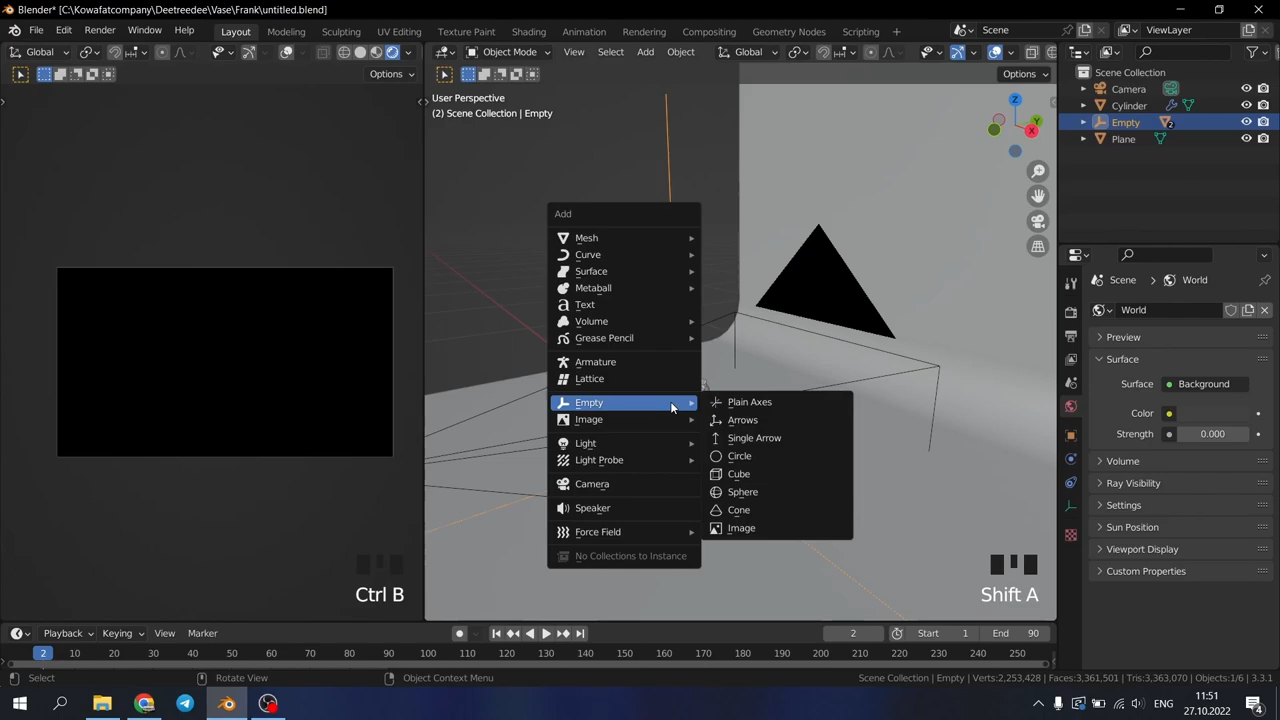 Blender* [C:\Kowafatcompany\Deetreedee\Vase\Frank\untitled.blend]
File Edit Render Window Help Layout Modeling Sculpting UV Editing Texture Paint Shading Animation Rendering Compositing Geometry Nodes Scripting + Scene ViewLayer
Global Object Mode View Select Add Object Global
Options Options
User Perspective
(2) Scene Collection | Empty
Z
Y
X
Scene Collection
Camera
Cylinder
Empty 2
Plane
Add
Mesh
Curve
Surface
Metaball
Text
Volume
Grease Pencil
Armature
Lattice
Empty
Image
Light
Light Probe
Camera
Speaker
Force Field
No Collections to Instance
Plain Axes
Arrows
Single Arrow
Circle
Cube
Sphere
Cone
Image
Scene World
World
Preview
Surface
Surface Background
Color
Strength 0.000
Volume
Ray Visibility
Settings
Sun Position
Viewport Display
Custom Properties
Ctrl B
Shift A
Playback Keying View Marker 2 Start 1 End 90
2 10 20 30 40 50 60 70 80 90 100 110 120 130 140 150 160 170 180 190 200 210 220 230 240 250
Select Rotate View Object Context Menu Scene Collection | Empty | Verts:2,253,428 | Faces:3,361,501 | Tris:3,363,070 | Objects:1/6 | 3.3.1
ENG 11:51
27.10.2022
4